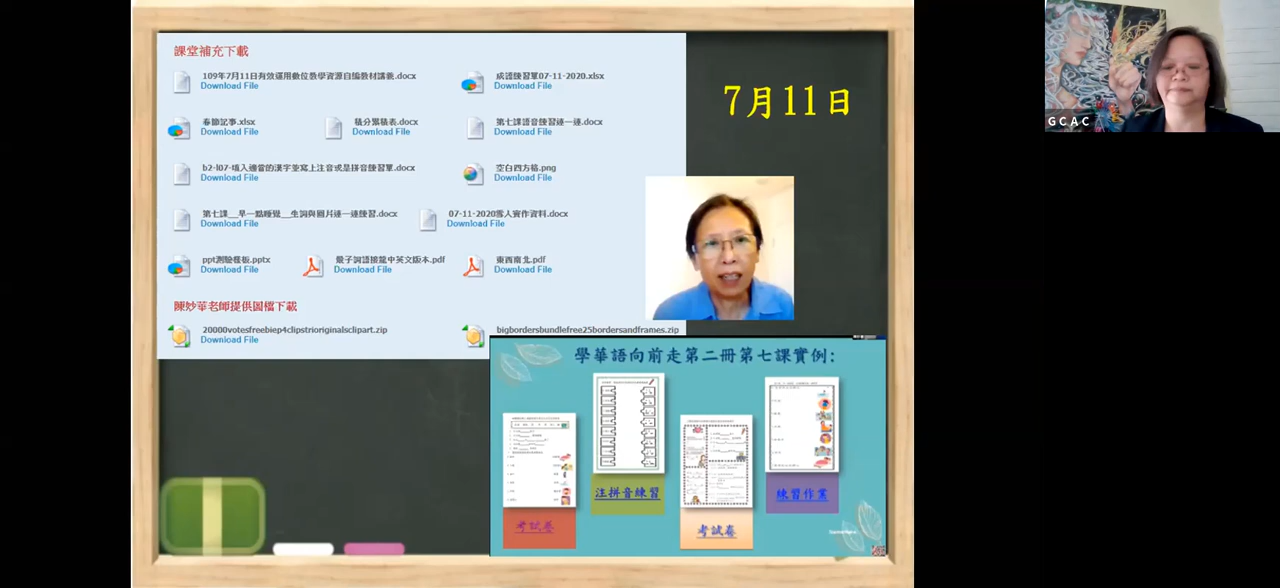 課堂補充下載
109年7月11日有效運用數位教學資源自編教材講義.docx
Download File
成語練習單07-11-2020.xlsx
Download File
春節記事.xlsx
Download File
積分累積表.docx
Download File
第七課語音練習連一連.docx
Download File
b2-l07-填入適當的漢字並寫上注音或是拼音練習單.docx
Download File
空白四方格.png
Download File
第七課__早一點睡覺__生詞與圖片連一連練習.docx
Download File
07-11-2020雪人實作資料.docx
Download File
ppt測驗模板.pptx
Download File
骰子詞語接龍中英文版本.pdf
Download File
東西南北.pdf
Download File
陳妙華老師提供圖檔下載
20000votesfreebiep4clipstrioriginalsclipart.zip
Download File
bigbordersbundlefree25bordersandframes.zip
7月11日
學華語向前走第二冊第七課實例:
考試卷
注拼音練習
考試卷
練習作業
GCAC